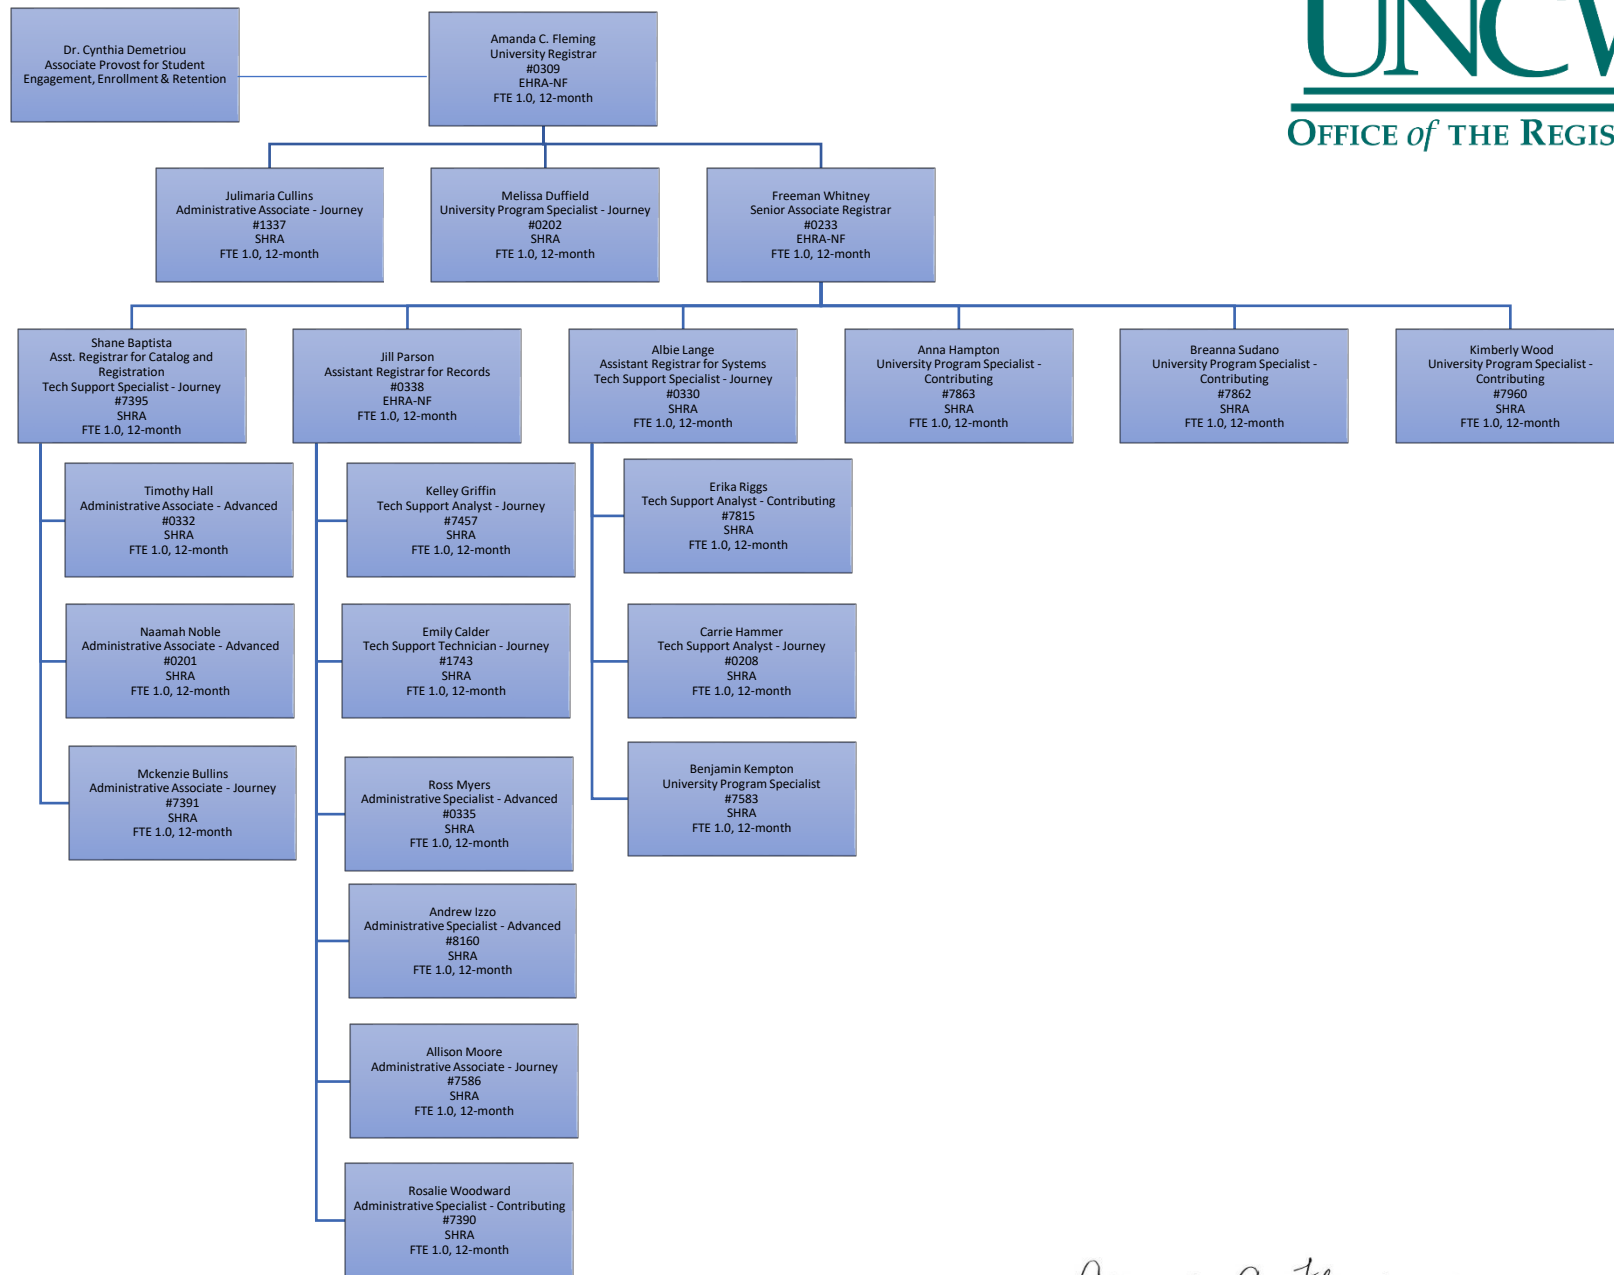 Dr. Cynthia Demetriou
Associate Provost for Student
Engagement, Enrollment & Retention
Amanda C. Fleming
University Registrar
#0309
EHRA-NF
FTE 1.0, 12-month
UNCW
OFFICE of THE REGIS
Julimaria Cullins
Administrative Associate - Journey
#1337
SHRA
FTE 1.0, 12-month
Melissa Duffield
University Program Specialist - Journey
#0202
SHRA
FTE 1.0, 12-month
Freeman Whitney
Senior Associate Registrar
#0233
EHRA-NF
FTE 1.0, 12-month
Shane Baptista
Asst. Registrar for Catalog and
Registration
Tech Support Specialist - Journey
#7395
SHRA
FTE 1.0, 12-month
Jill Parson
Assistant Registrar for Records
#0338
EHRA-NF
FTE 1.0, 12-month
Albie Lange
Assistant Registrar for Systems
Tech Support Specialist - Journey
#0330
SHRA
FTE 1.0, 12-month
Anna Hampton
University Program Specialist -
Contributing
#7863
SHRA
FTE 1.0, 12-month
Breanna Sudano
University Program Specialist -
Contributing
#7862
SHRA
FTE 1.0, 12-month
Kimberly Wood
University Program Specialist -
Contributing
#7960
SHRA
FTE 1.0, 12-month
Timothy Hall
Administrative Associate - Advanced
#0332
SHRA
FTE 1.0, 12-month
Naamah Noble
Administrative Associate - Advanced
#0201
SHRA
FTE 1.0, 12-month
Mckenzie Bullins
Administrative Associate - Journey
#7391
SHRA
FTE 1.0, 12-month
Kelley Griffin
Tech Support Analyst - Journey
#7457
SHRA
FTE 1.0, 12-month
Emily Calder
Tech Support Technician - Journey
#1743
SHRA
FTE 1.0, 12-month
Ross Myers
Administrative Specialist - Advanced
#0335
SHRA
FTE 1.0, 12-month
Andrew Izzo
Administrative Specialist - Advanced
#8160
SHRA
FTE 1.0, 12-month
Allison Moore
Administrative Associate - Journey
#7586
SHRA
FTE 1.0, 12-month
Rosalie Woodward
Administrative Specialist - Contributing
#7390
SHRA
FTE 1.0, 12-month
Erika Riggs
Tech Support Analyst - Contributing
#7815
SHRA
FTE 1.0, 12-month
Carrie Hammer
Tech Support Analyst - Journey
#0208
SHRA
FTE 1.0, 12-month
Benjamin Kempton
University Program Specialist
#7583
SHRA
FTE 1.0, 12-month